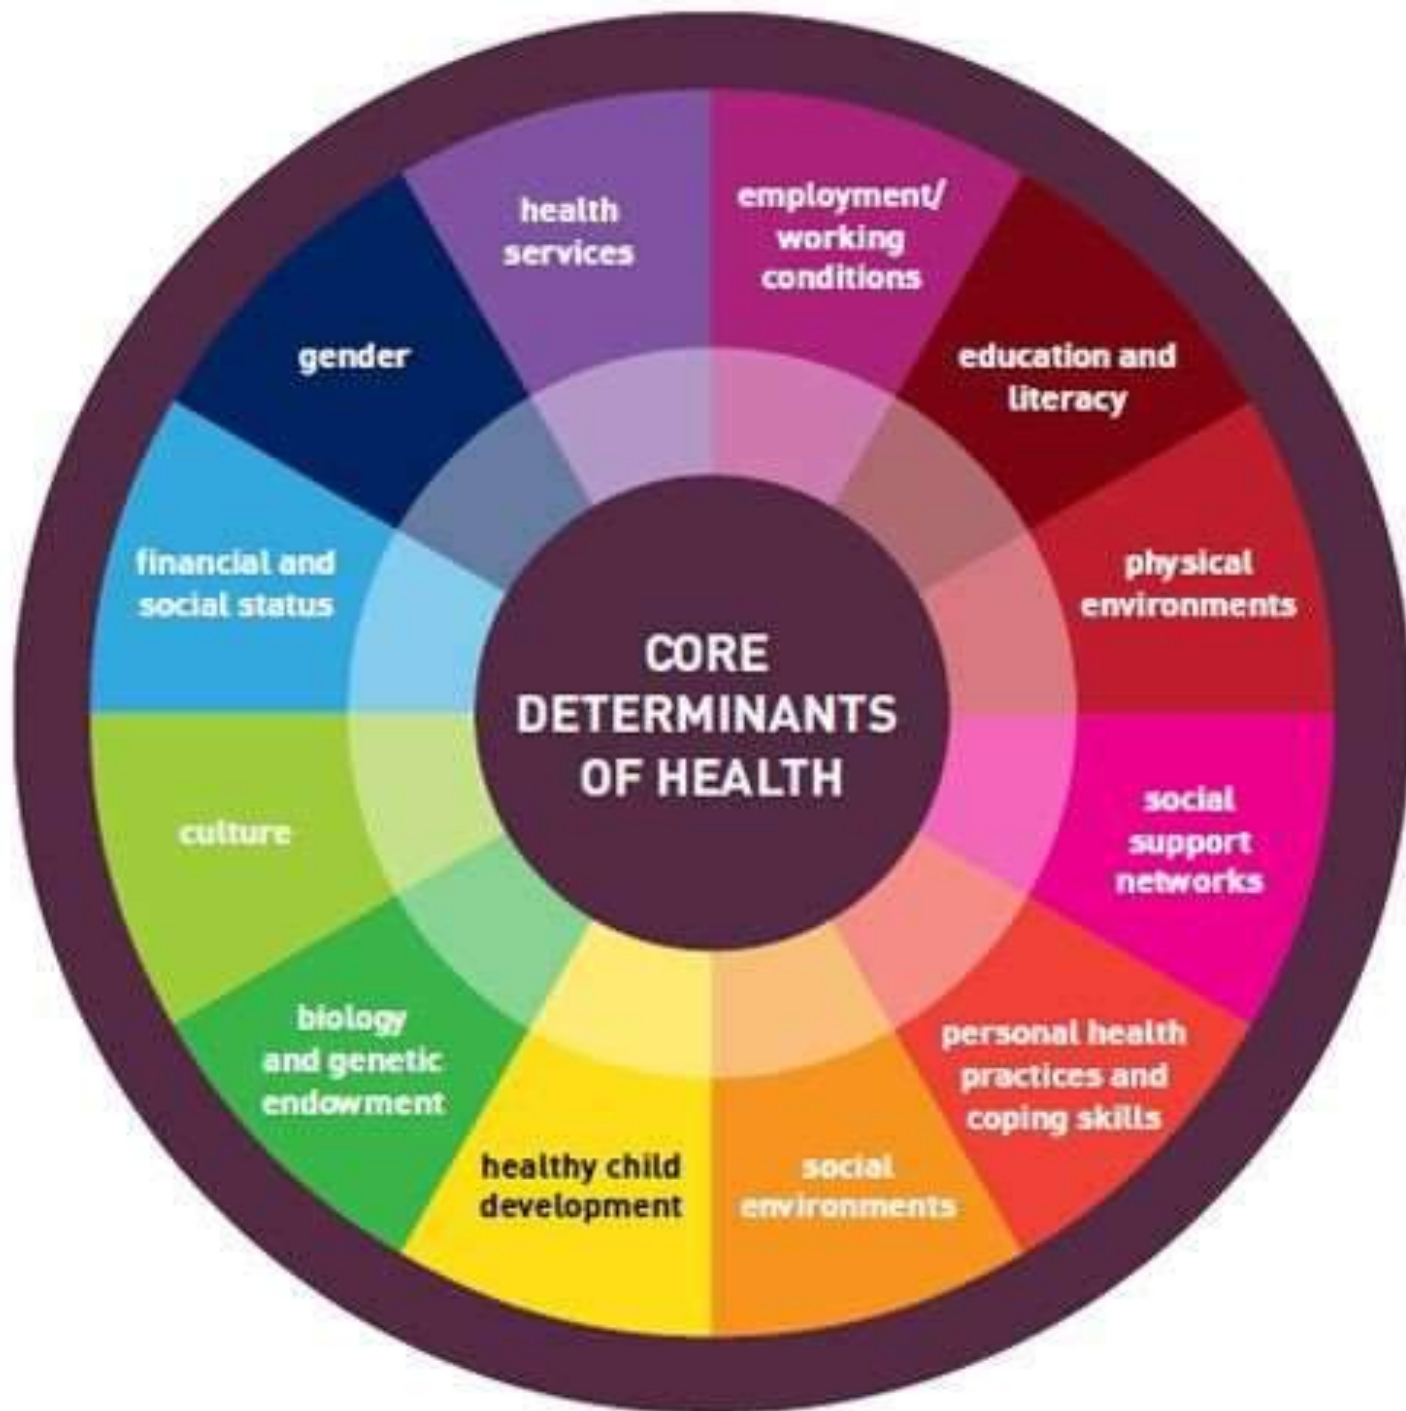 CORE
DETERMINANTS
OF HEALTH
employment/
working
conditions
education and
literacy
physical
environments
social
support
networks
personal health
practices and
coping skills
social
environments
healthy child
development
biology
and genetic
endowment
culture
financial and
social status
gender
health
services